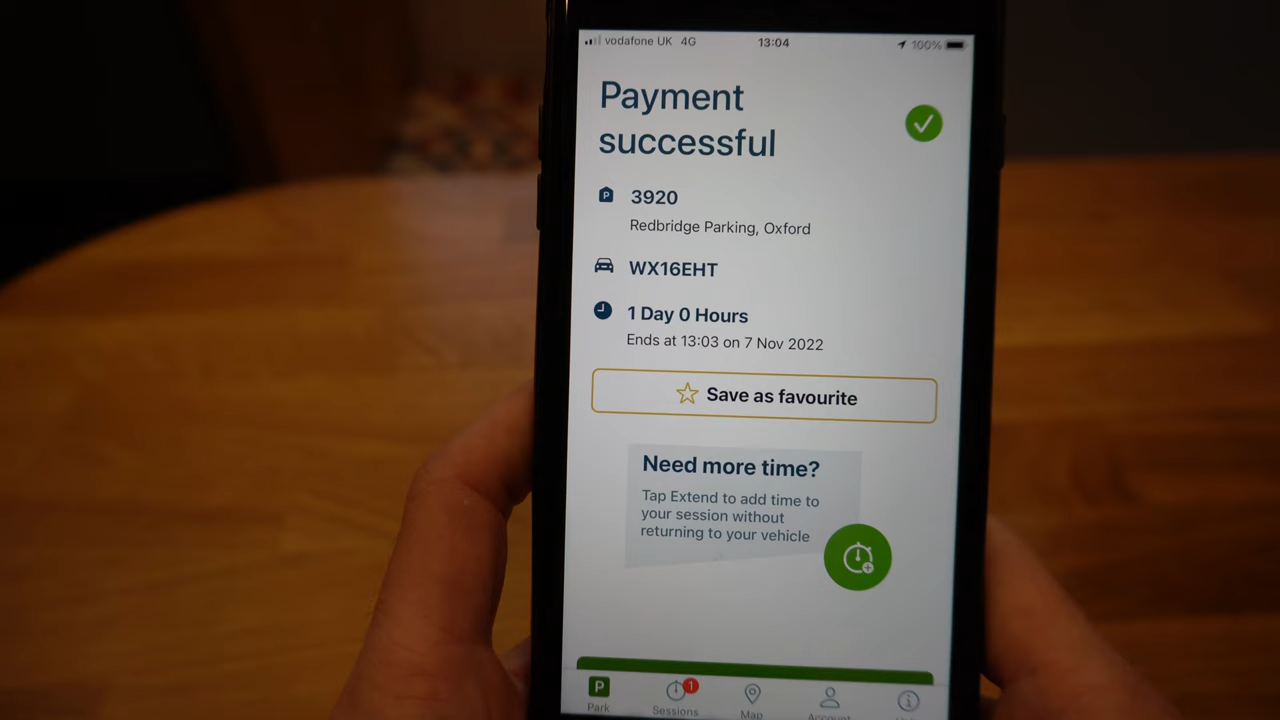 vodafone UK 4G 13:04 100%
Payment
successful
P 3920
Redbridge Parking, Oxford
WX16EHT
1 Day 0 Hours
Ends at 13:03 on 7 Nov 2022
Save as favourite
Need more time?
Tap Extend to add time to
your session without
returning to your vehicle
P 1
Park Sessions Map Account